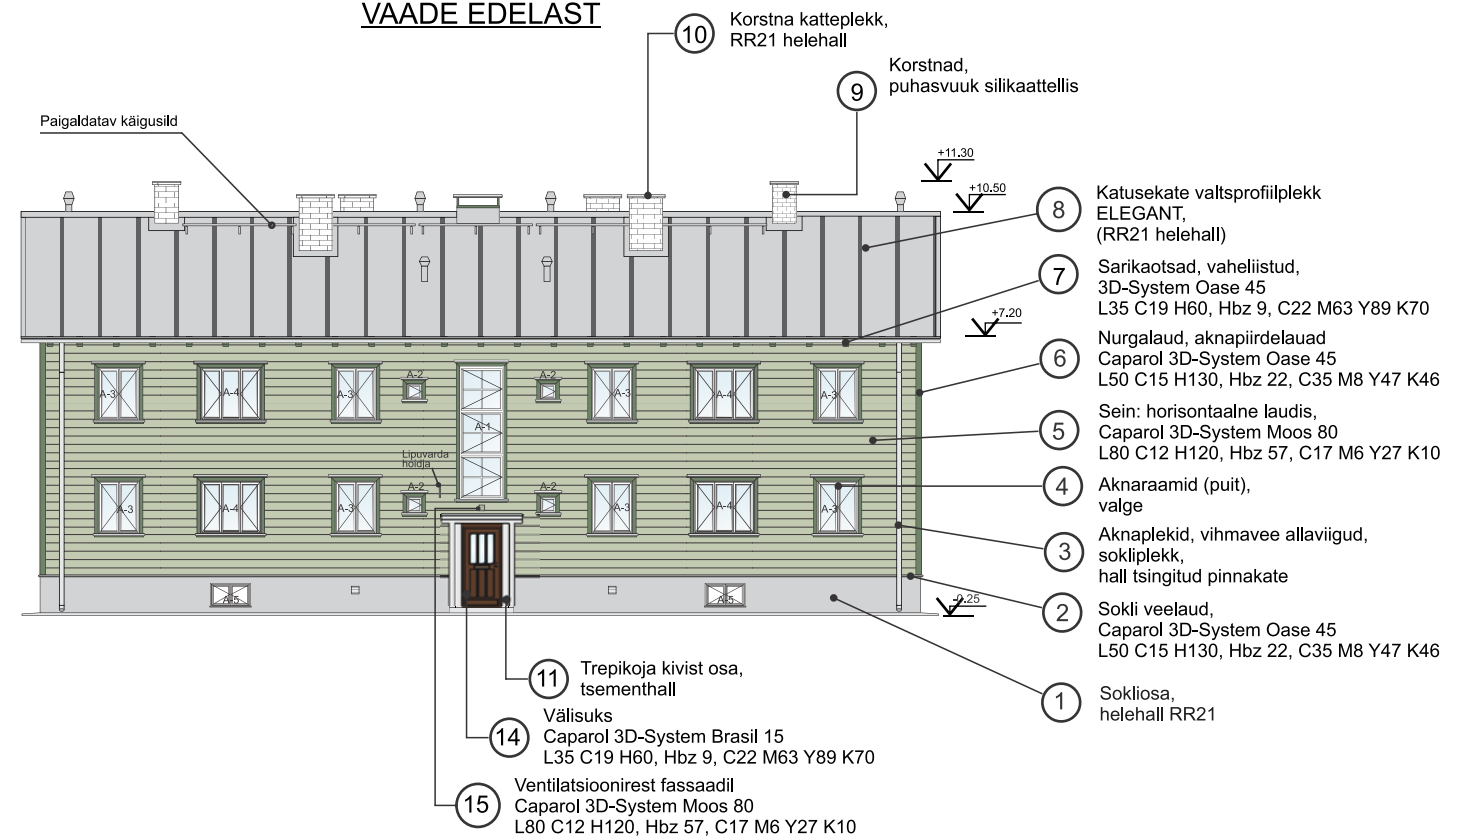 VAADE EDELAST
10
Korstna katteplekk,
RR21 helehall
9
Korstnad,
puhasvuuk silikaattellis
Paigaldatav käigusild
+11.30
+10.50
8
Katusekate valtsprofiilplekk
ELEGANT,
(RR21 helehall)
7
Sarikaotsad, vaheliistud,
3D-System Oase 45
L35 C19 H60, Hbz 9, C22 M63 Y89 K70
+7.20
6
Nurgalaud, aknapiirdelauad
Caparol 3D-System Oase 45
L50 C15 H130, Hbz 22, C35 M8 Y47 K46
A-3
A-4
A-3
A-2
A-1
A-2
A-3
A-4
A-3
5
Sein: horisontaalne laudis,
Caparol 3D-System Moos 80
L80 C12 H120, Hbz 57, C17 M6 Y27 K10
Lipuvarda
hoidja
A-3
A-4
A-3
A-2
A-2
A-3
A-4
A-3
4
Aknaraamid (puit),
valge
3
Aknaplekid, vihmavee allaviigud,
sokliplekk,
hall tsingitud pinnakate
A-5
A-5
-0.25
2
Sokli veelaud,
Caparol 3D-System Oase 45
L50 C15 H130, Hbz 22, C35 M8 Y47 K46
1
Sokliosa,
helehall RR21
11
Trepikoja kivist osa,
tsementhall
14
Välisuks
Caparol 3D-System Brasil 15
L35 C19 H60, Hbz 9, C22 M63 Y89 K70
15
Ventilatsioonirest fassaadil
Caparol 3D-System Moos 80
L80 C12 H120, Hbz 57, C17 M6 Y27 K10